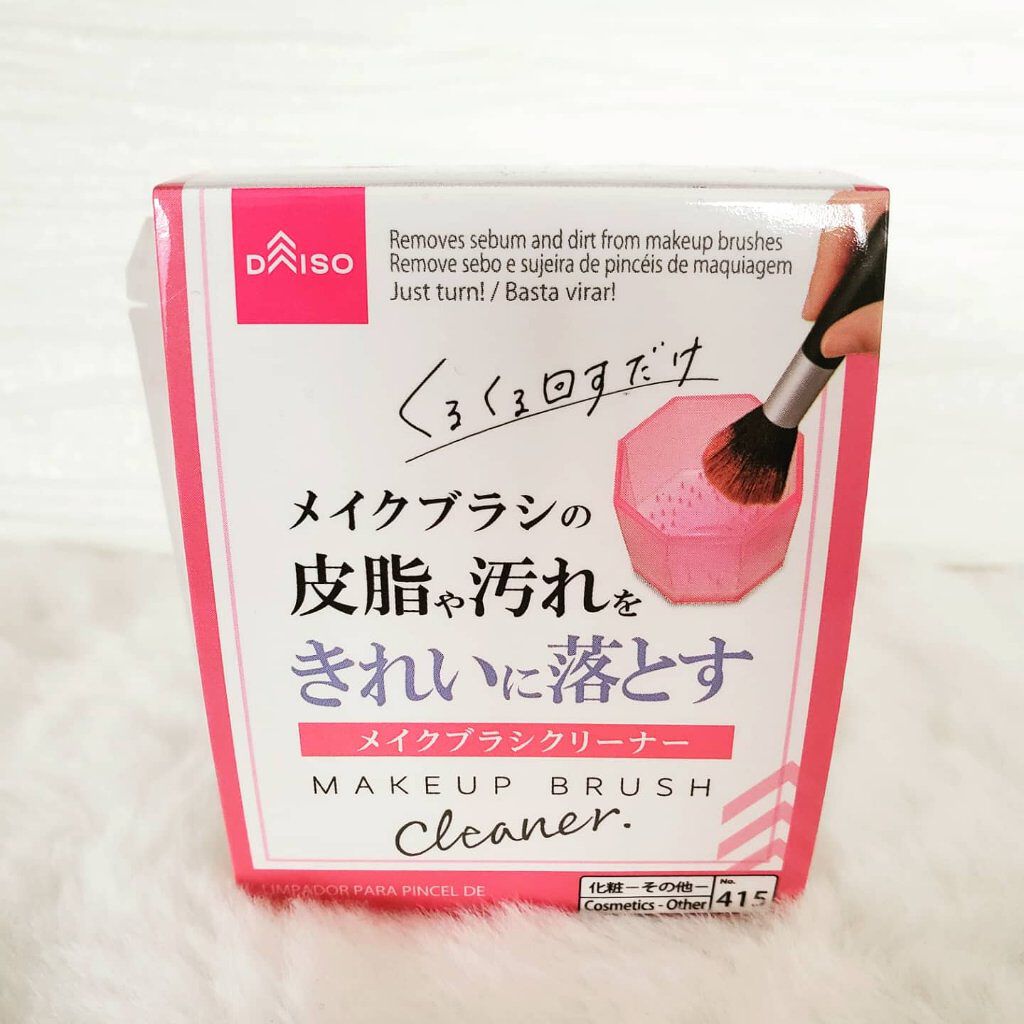 DAISO
Removes sebum and dirt from makeup brushes
Remove sebo e sujeira de pincéis de maquiagem
Just turn! / Basta virar!
くるくる回すだけ
メイクブラシの
皮脂や汚れを
きれいに落とす
メイクブラシクリーナー
MAKEUP BRUSH
cleaner.
LIMPADOR PARA PINCEL DE
化粧－その他－
Cosmetics - Other
No.
415